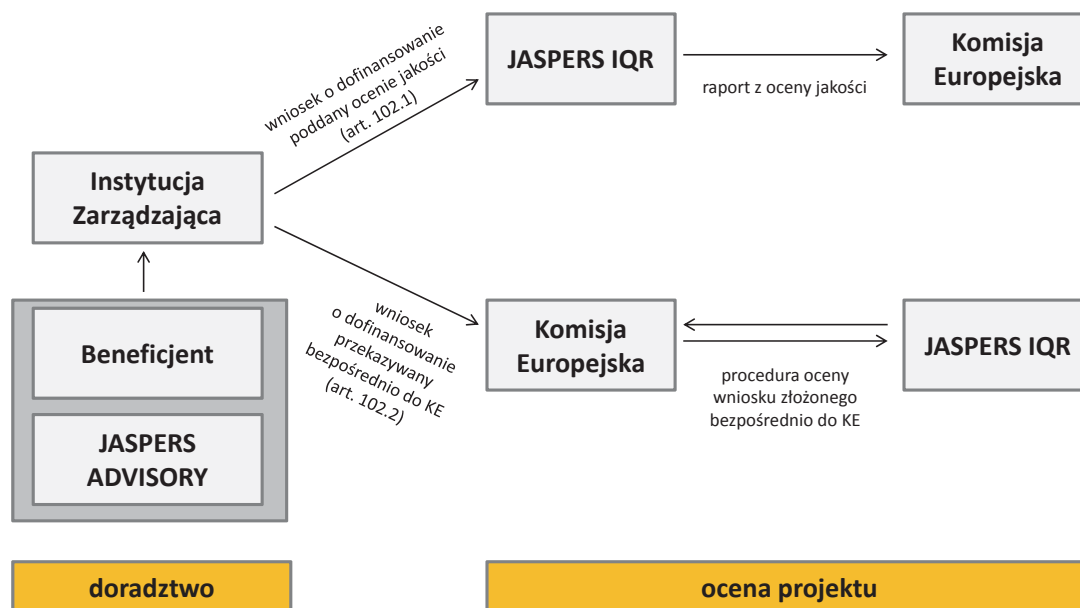 wniosek o dofinansowanie
poddany ocenie jakości
(art. 102.1)
JASPERS IQR
raport z oceny jakości
Komisja
Europejska
Instytucja
Zarządzająca
wniosek
o dofinansowanie
przekazywany
bezpośrednio do KE
(art. 102.2)
Komisja
Europejska
JASPERS IQR
procedura oceny
wniosku złożonego
bezpośrednio do KE
Beneficjent
JASPERS
ADVISORY
doradztwo
ocena projektu